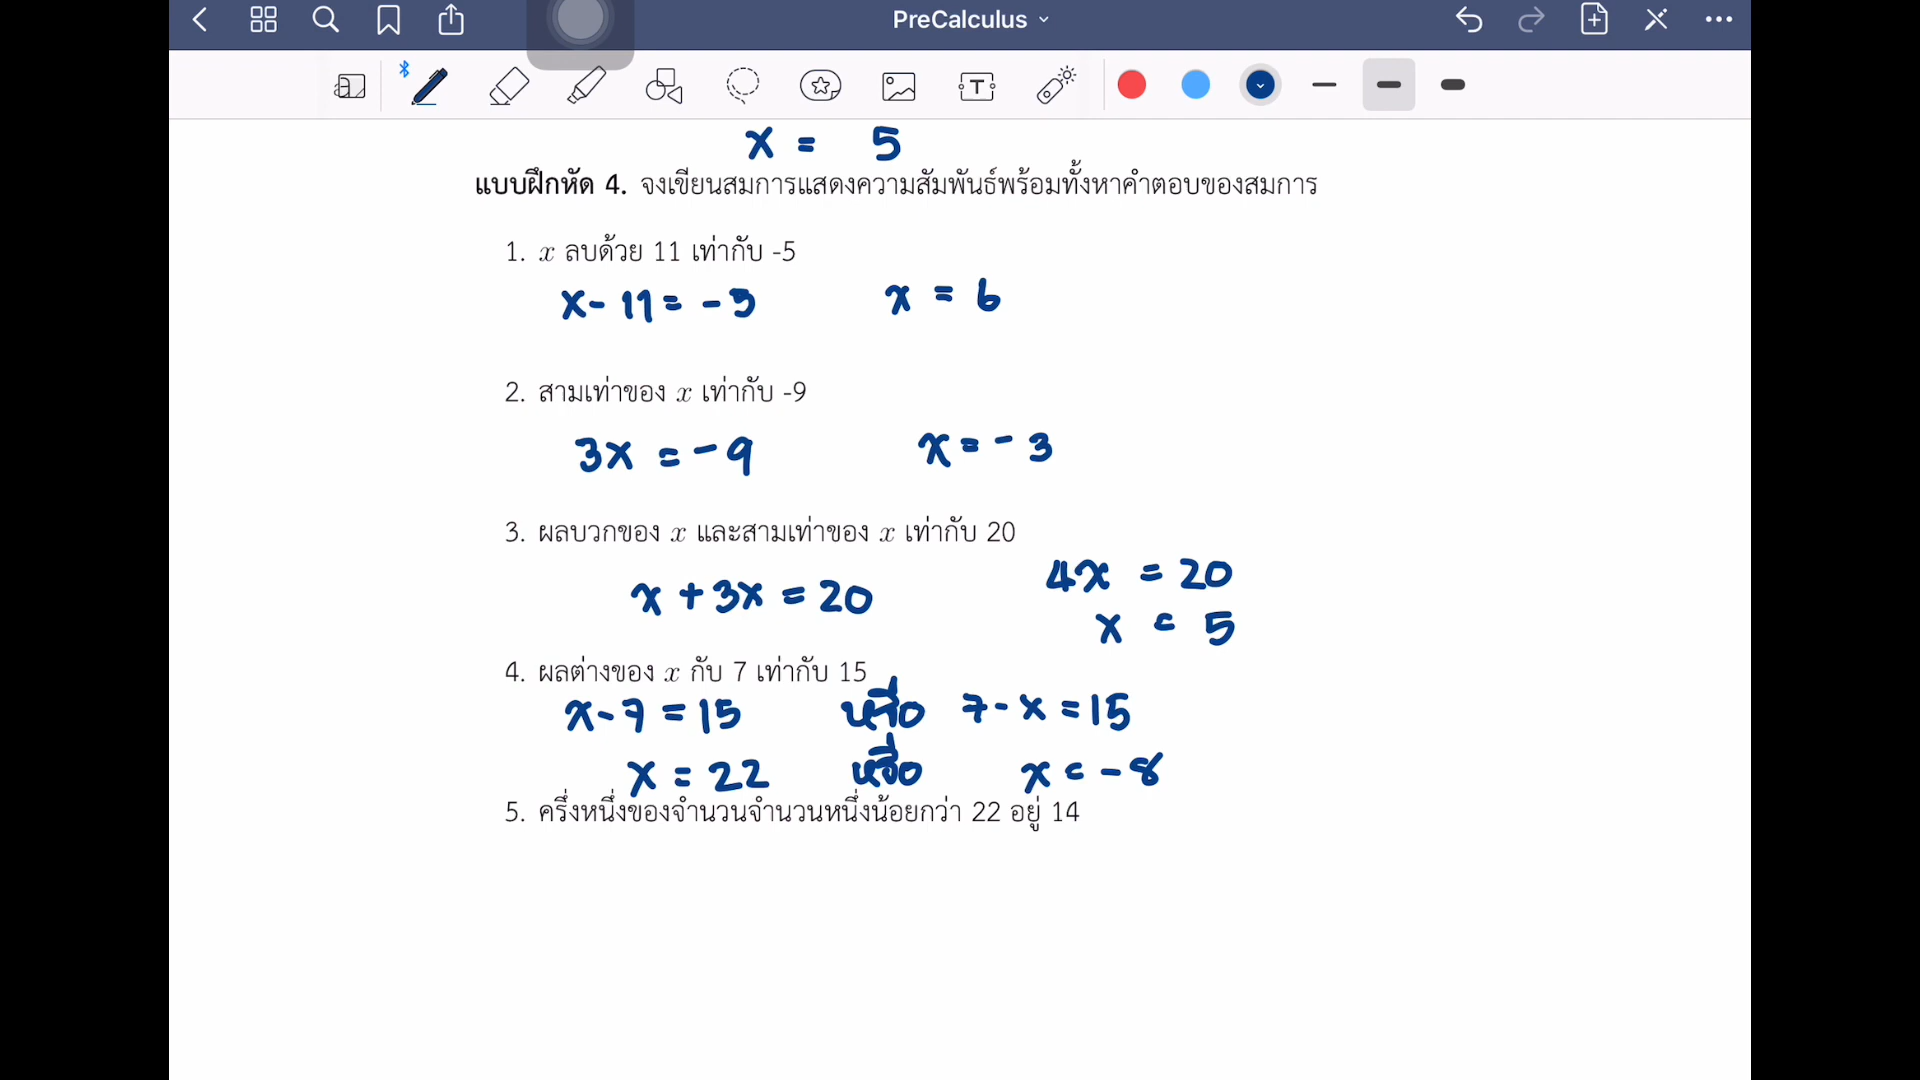 PreCalculus
x = 5
แบบฝึกหัด 4. จงเขียนสมการแสดงความสัมพันธ์พร้อมทั้งหาคำตอบของสมการ
1. x ลบด้วย 11 เท่ากับ -5
x - 11 = -5 x = 6
2. สามเท่าของ x เท่ากับ -9
3x = -9 x = -3
3. ผลบวกของ x และสามเท่าของ x เท่ากับ 20
x + 3x = 20 4x = 20
x = 5
4. ผลต่างของ x กับ 7 เท่ากับ 15
x - 7 = 15 หรือ 7 - x = 15
x = 22 หรือ x = -8
5. ครึ่งหนึ่งของจำนวนจำนวนหนึ่งน้อยกว่า 22 อยู่ 14